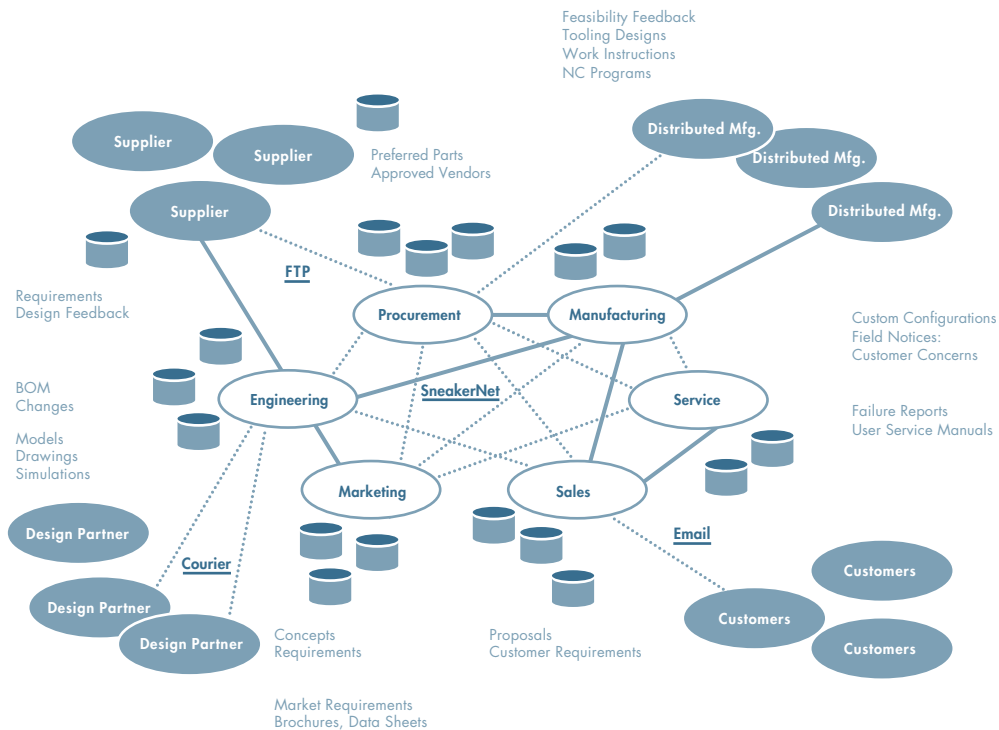 Feasibility Feedback
Tooling Designs
Work Instructions
NC Programs
Supplier
Supplier
Supplier
Preferred Parts
Approved Vendors
Distributed Mfg.
Distributed Mfg.
Distributed Mfg.
FTP
Requirements
Design Feedback
Procurement
Manufacturing
Custom Configurations
Field Notices:
Customer Concerns
BOM
Changes
Engineering
SneakerNet
Service
Failure Reports
User Service Manuals
Models
Drawings
Simulations
Marketing
Sales
Design Partner
Design Partner
Design Partner
Courier
Email
Customers
Customers
Customers
Concepts
Requirements
Proposals
Customer Requirements
Market Requirements
Brochures, Data Sheets